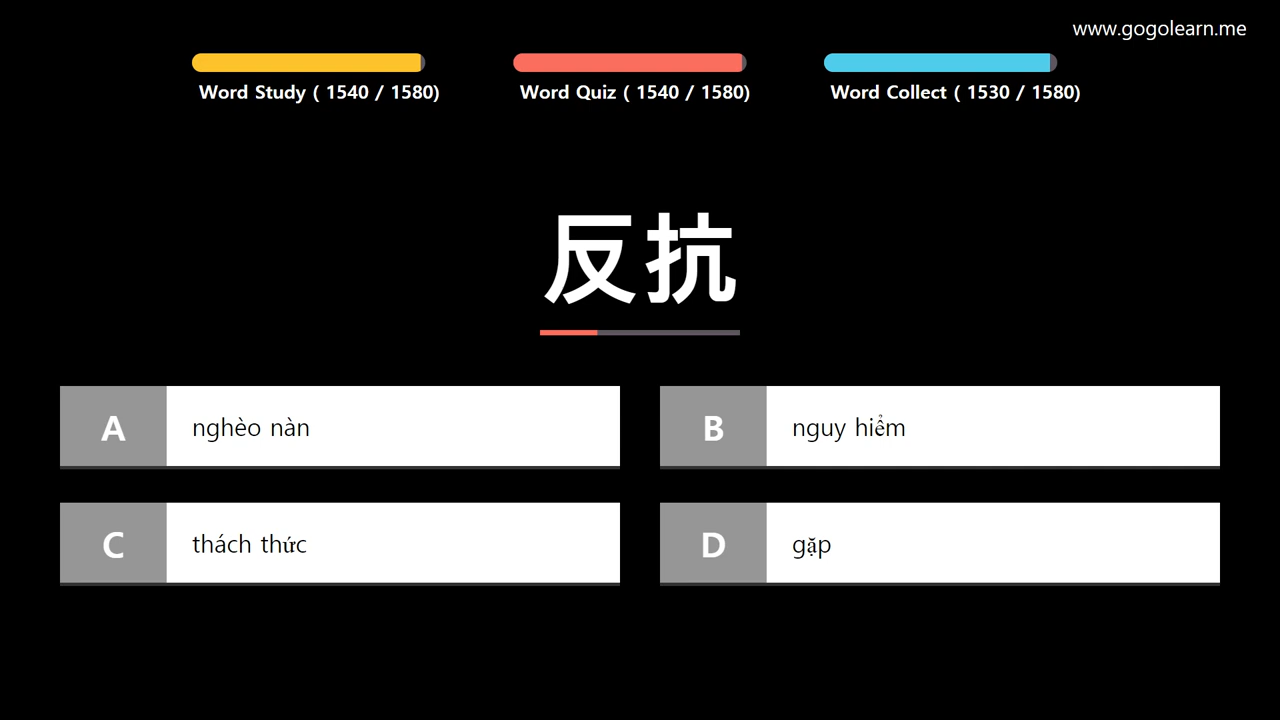 www.gogolearn.me
Word Study ( 1540 / 1580)
Word Quiz ( 1540 / 1580)
Word Collect ( 1530 / 1580)
反抗
A
nghèo nàn
B
nguy hiểm
C
thách thức
D
gặp